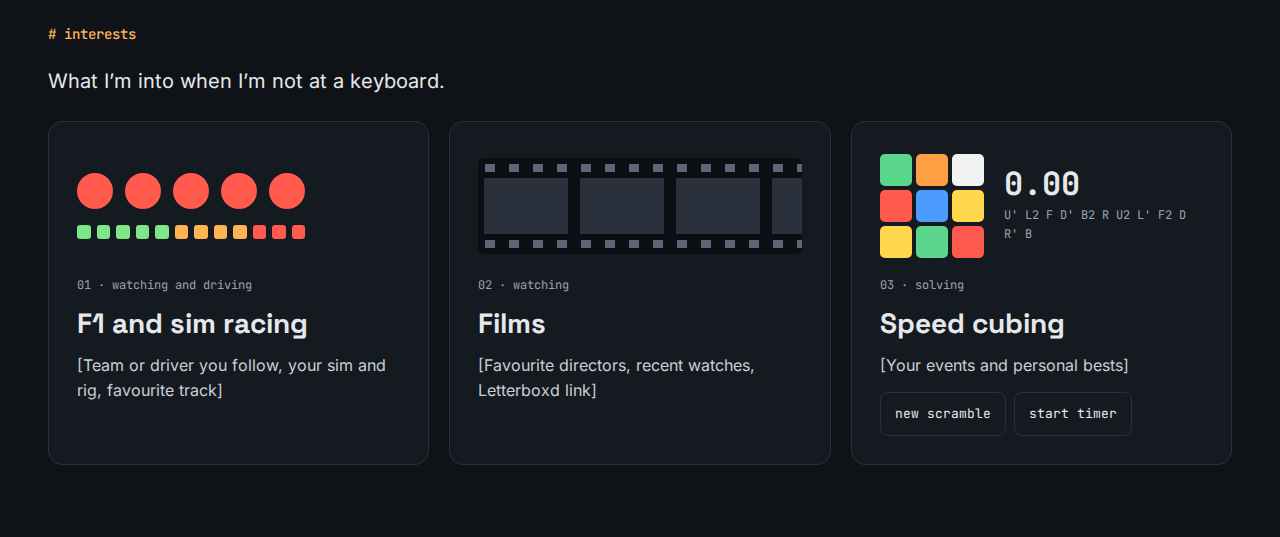 # interests
What I’m into when I’m not at a keyboard.
0.00
U' L2 F D' B2 R U2 L' F2 D
R' B
01 · watching and driving
F1 and sim racing
[Team or driver you follow, your sim and
rig, favourite track]
02 · watching
Films
[Favourite directors, recent watches,
Letterboxd link]
03 · solving
Speed cubing
[Your events and personal bests]
new scramble
start timer